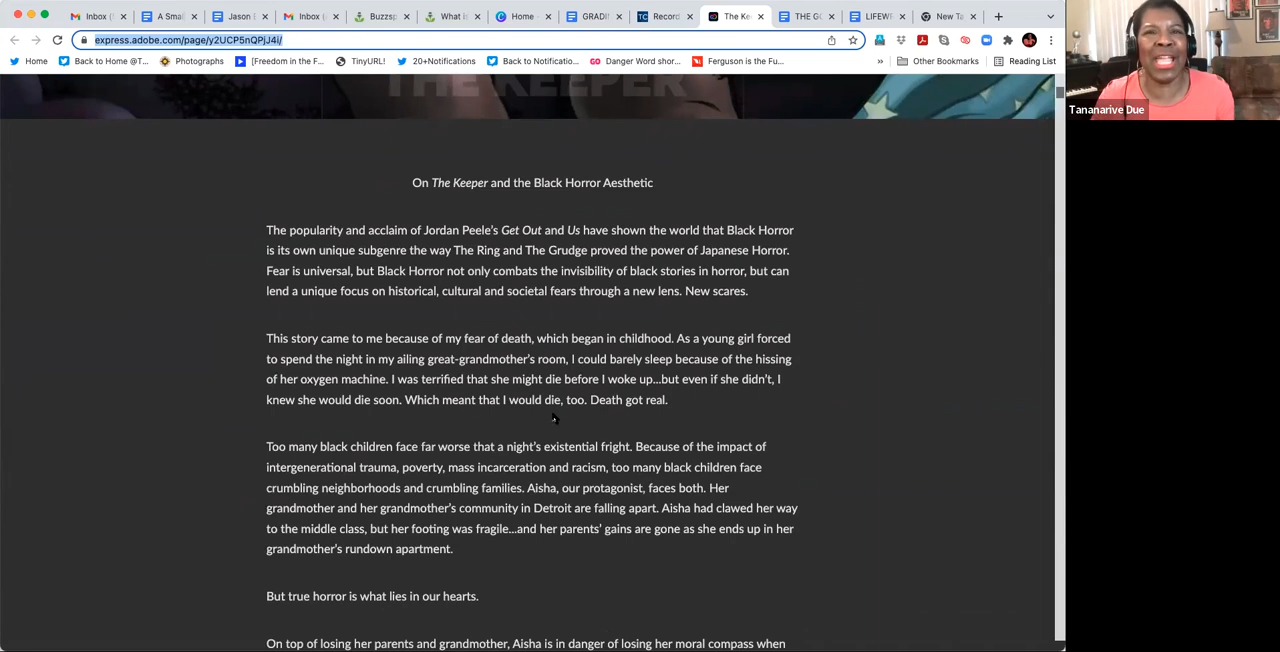 Inbox (
A Smal
Jason E
Inbox (
Buzzsp
What is
Home -
GRADI
Record
The Kee
THE GO
LIFEWR
New Ta
express.adobe.com/page/y2UCP5nQPjJ4i/
Home
Back to Home @T...
Photographs
[Freedom in the F...
TinyURL!
20+Notifications
Back to Notificatio...
Danger Word shor...
Ferguson is the Fu...
»
Other Bookmarks
Reading List
THE KEEPER
Tananarive Due
On The Keeper and the Black Horror Aesthetic
The popularity and acclaim of Jordan Peele's Get Out and Us have shown the world that Black Horror
is its own unique subgenre the way The Ring and The Grudge proved the power of Japanese Horror.
Fear is universal, but Black Horror not only combats the invisibility of black stories in horror, but can
lend a unique focus on historical, cultural and societal fears through a new lens. New scares.
This story came to me because of my fear of death, which began in childhood. As a young girl forced
to spend the night in my ailing great-grandmother's room, I could barely sleep because of the hissing
of her oxygen machine. I was terrified that she might die before I woke up...but even if she didn't, I
knew she would die soon. Which meant that I would die, too. Death got real.
Too many black children face far worse that a night's existential fright. Because of the impact of
intergenerational trauma, poverty, mass incarceration and racism, too many black children face
crumbling neighborhoods and crumbling families. Aisha, our protagonist, faces both. Her
grandmother and her grandmother's community in Detroit are falling apart. Aisha had clawed her way
to the middle class, but her footing was fragile...and her parents' gains are gone as she ends up in her
grandmother's rundown apartment.
But true horror is what lies in our hearts.
On top of losing her parents and grandmother, Aisha is in danger of losing her moral compass when